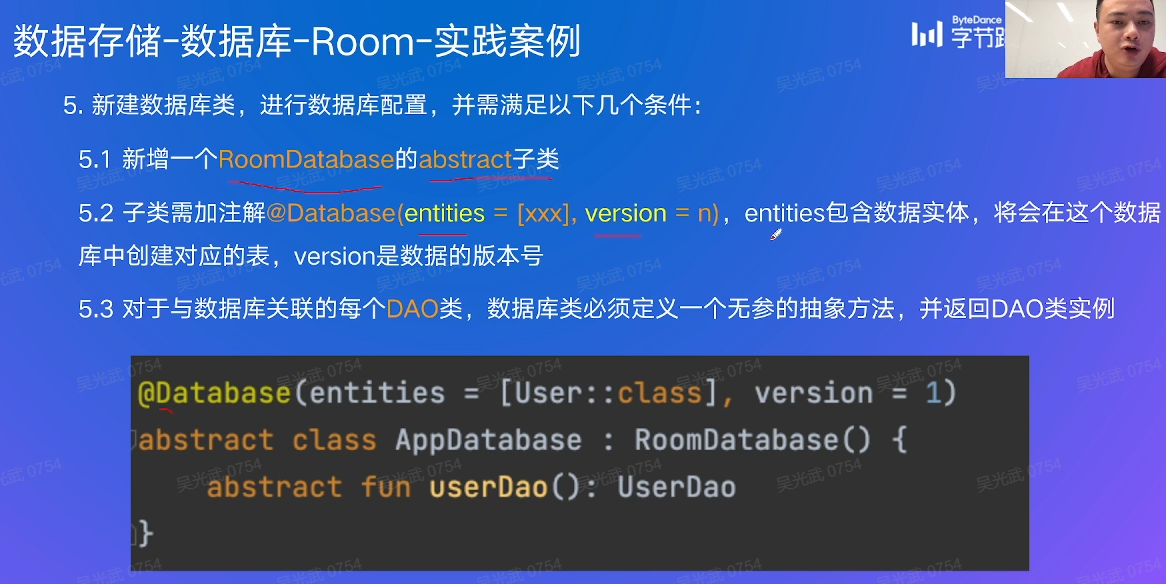 数据存储-数据库-Room-实践案例
ByteDance
字节跳
5. 新建数据库类，进行数据库配置，并需满足以下几个条件：
5.1 新增一个RoomDatabase的abstract子类
5.2 子类需加注解@Database(entities = [xxx], version = n)，entities包含数据实体，将会在这个数据
库中创建对应的表，version是数据的版本号
5.3 对于与数据库关联的每个DAO类，数据库类必须定义一个无参的抽象方法，并返回DAO类实例
@Database(entities = [User::class], version = 1)
abstract class AppDatabase : RoomDatabase() {
abstract fun userDao(): UserDao
}
吴光武 0754